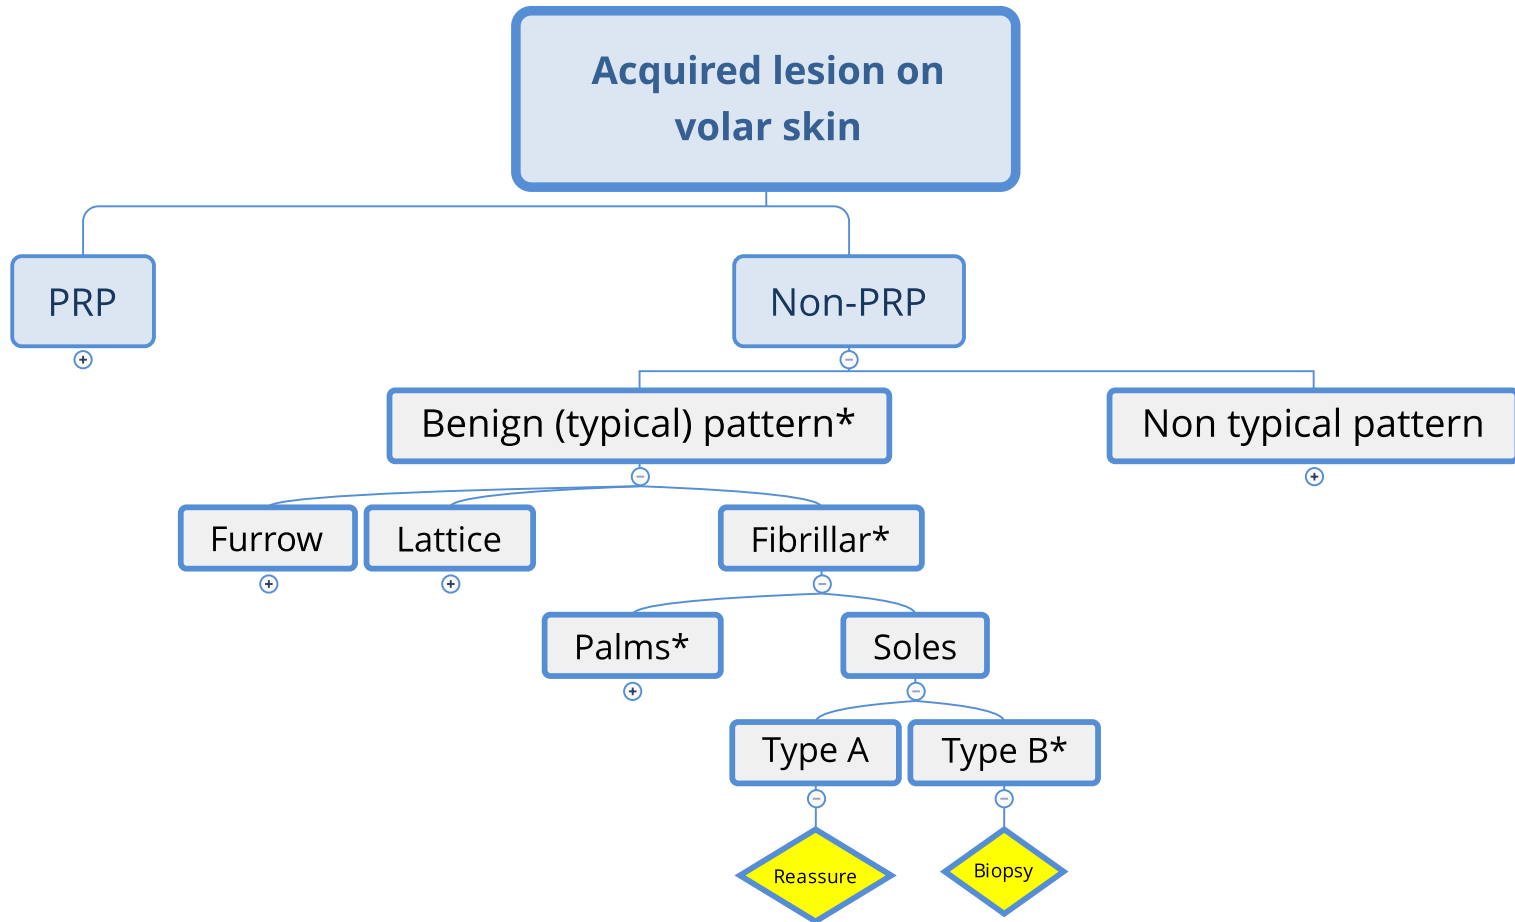 Acquired lesion on
volar skin
PRP
Non-PRP
Benign (typical) pattern*
Non typical pattern
Furrow
Lattice
Fibrillar*
Palms*
Soles
Type A
Type B*
Reassure
Biopsy